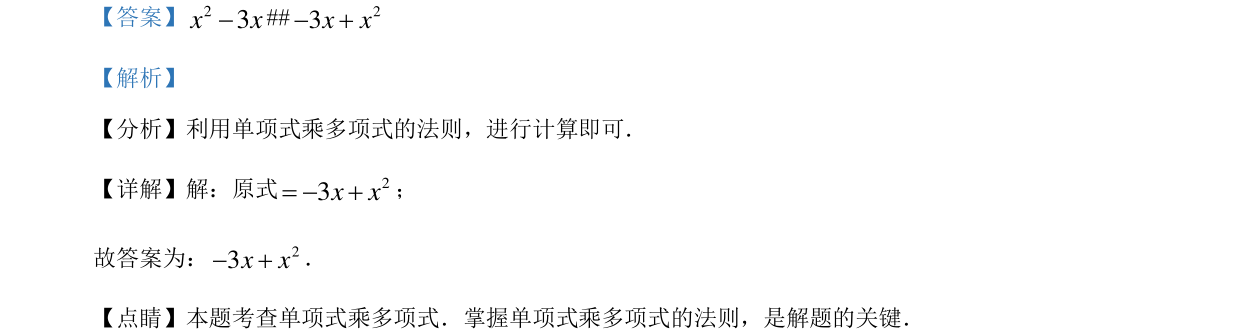 【答案】x² − 3x##−3x + x²
【解析】
【分析】利用单项式乘多项式的法则，进行计算即可．
【详解】解：原式 = −3x + x²；
故答案为：−3x + x²．
【点睛】本题考查单项式乘多项式．掌握单项式乘多项式的法则，是解题的关键．